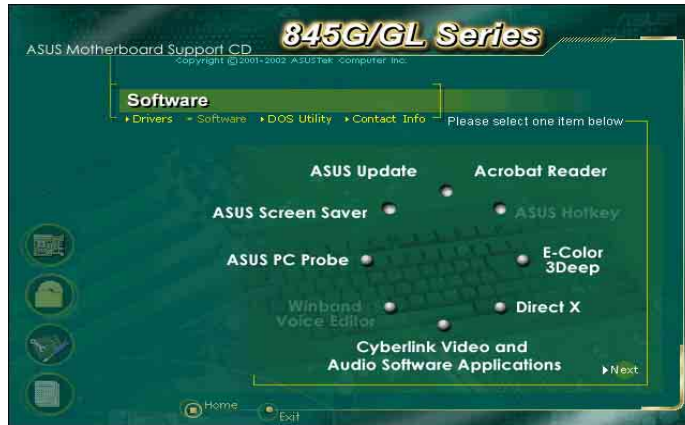 845G/GL Series
ASUS Motherboard Support CD
Copyright ©2001-2002 ASUSTek Computer Inc.
Software
Drivers Software DOS Utility Contact Info
Please select one item below
ASUS Update
Acrobat Reader
ASUS Screen Saver
ASUS Hotkey
ASUS PC Probe
E-Color
3Deep
Winband
Voice Editor
Direct X
Cyberlink Video and
Audio Software Applications
Next
Home
Exit